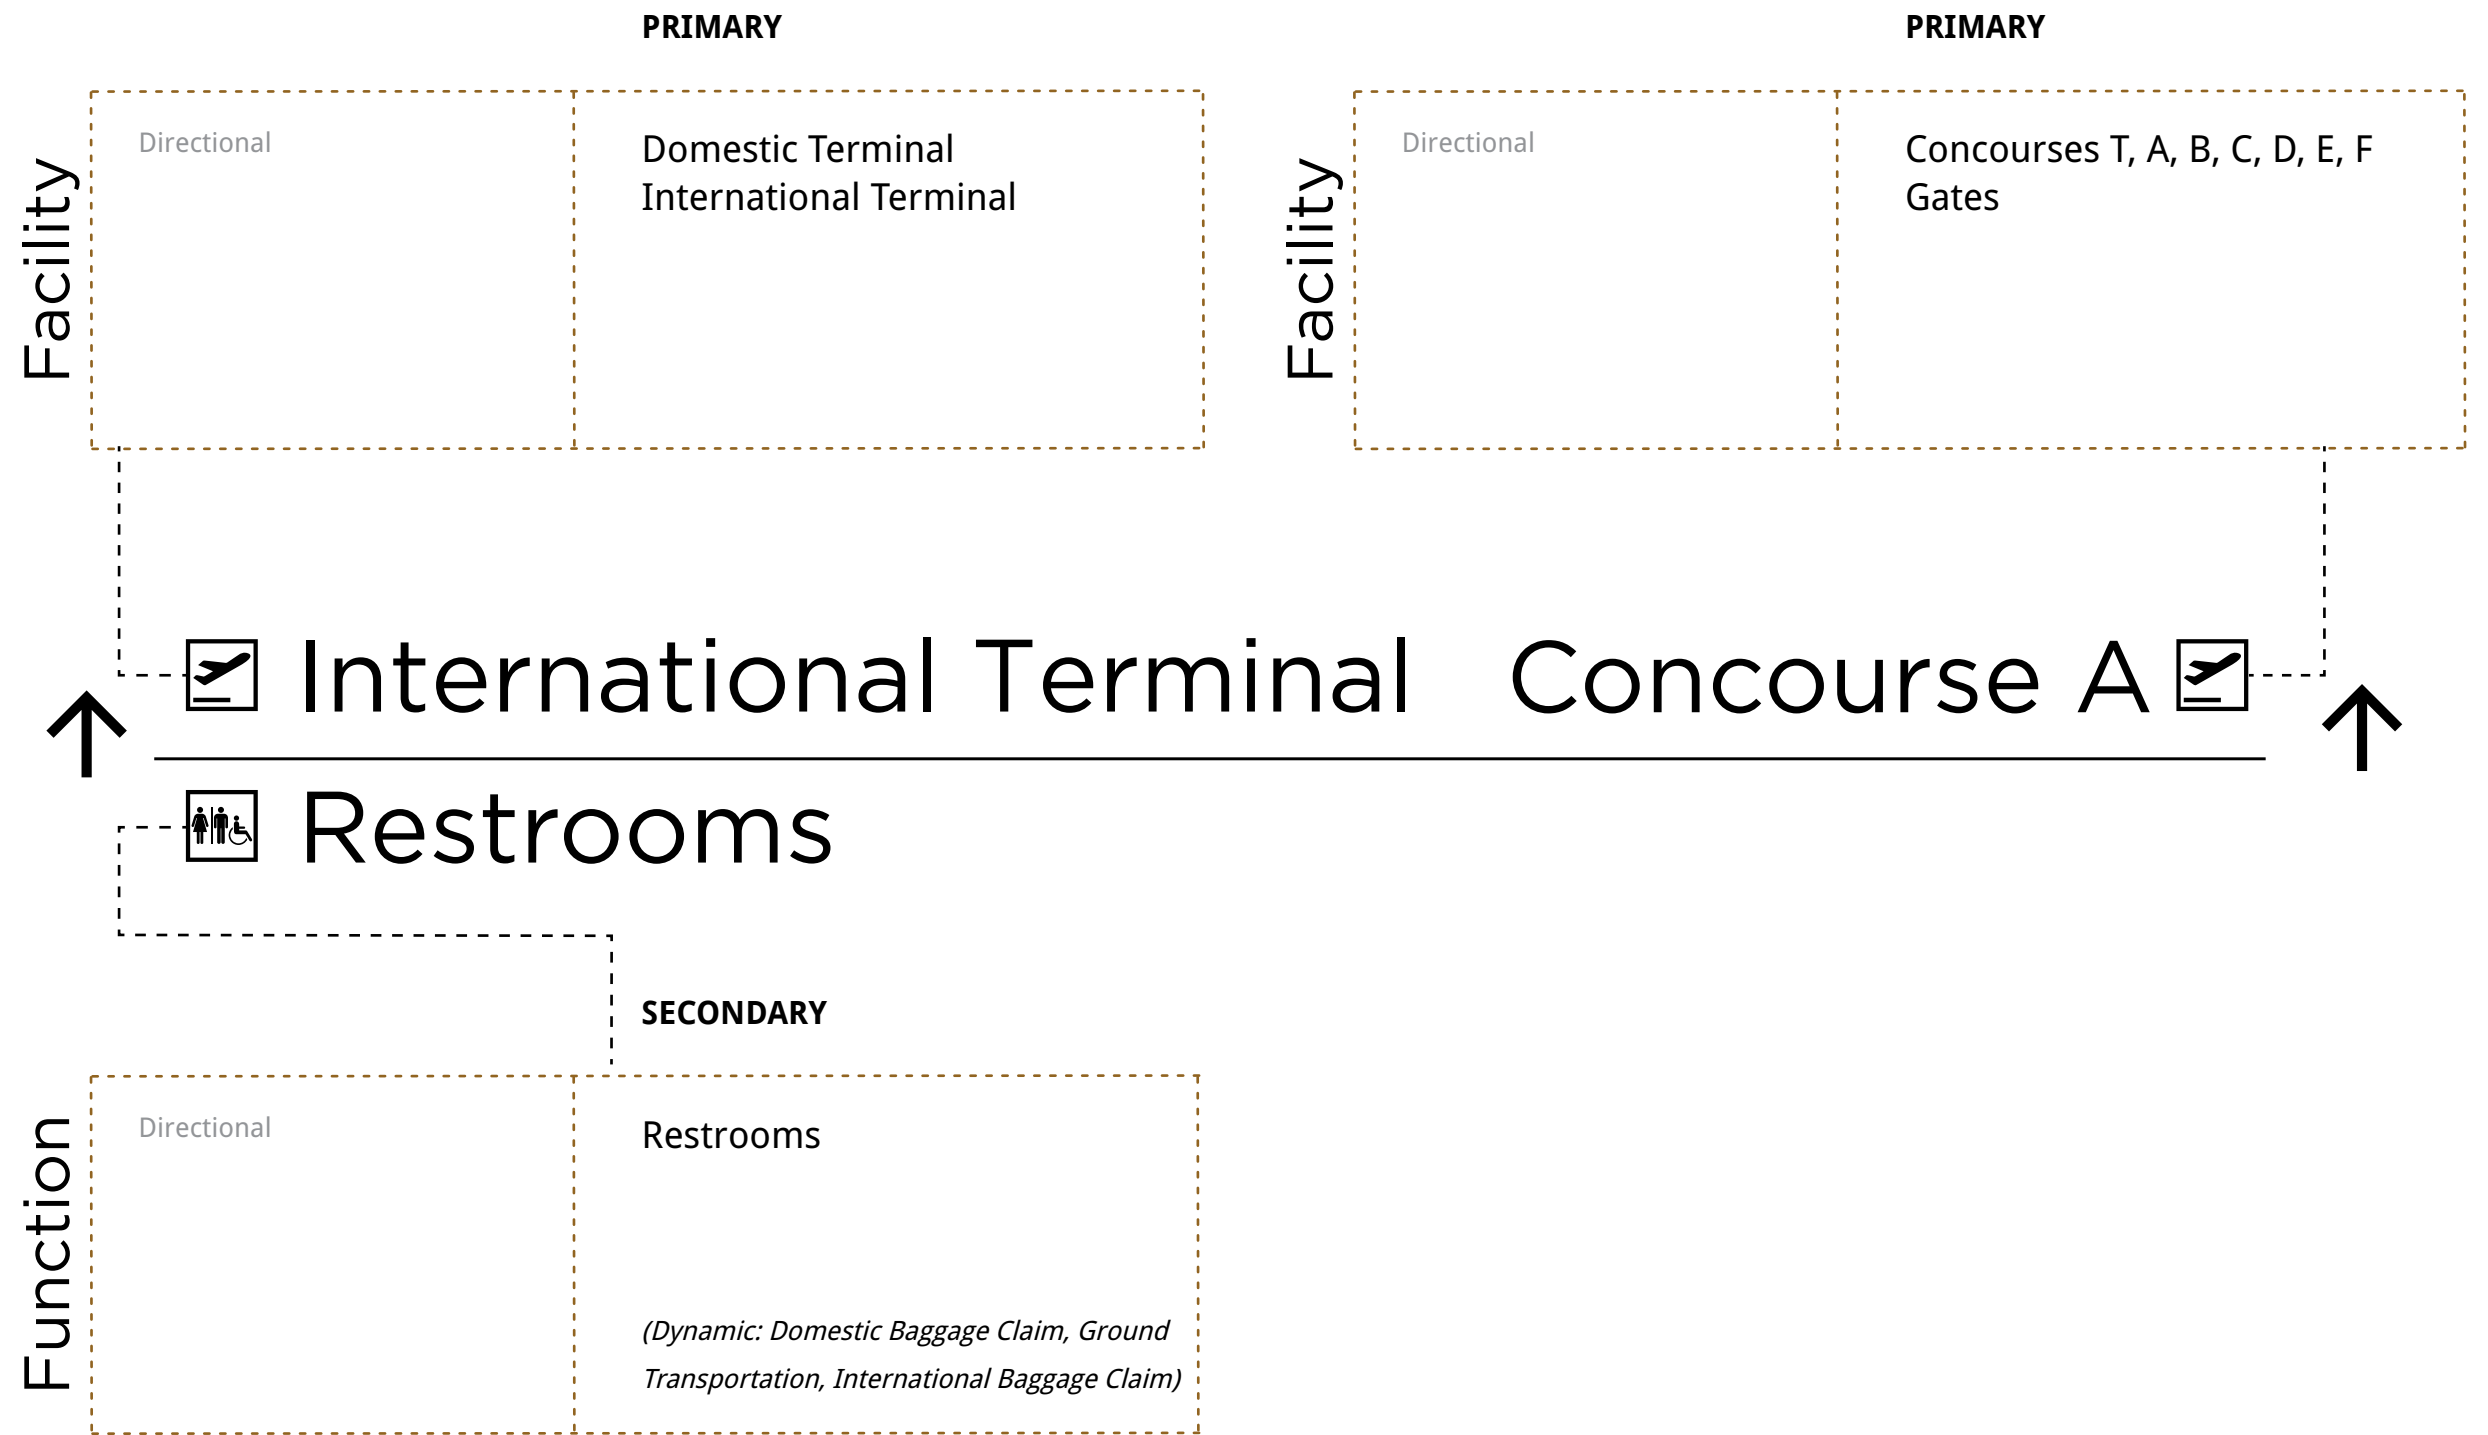 PRIMARY
PRIMARY
Facility
Directional
Domestic Terminal
International Terminal
Facility
Directional
Concourses T, A, B, C, D, E, F
Gates
International Terminal
Concourse A
Restrooms
SECONDARY
Function
Directional
Restrooms
(Dynamic: Domestic Baggage Claim, Ground
Transportation, International Baggage Claim)